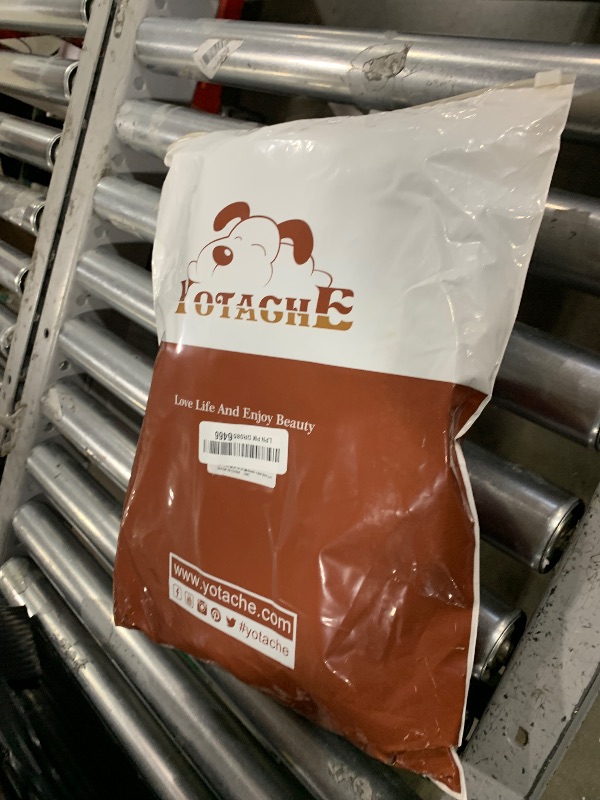 YOTACHE
Love Life And Enjoy Beauty
www.yotache.com
#yotache